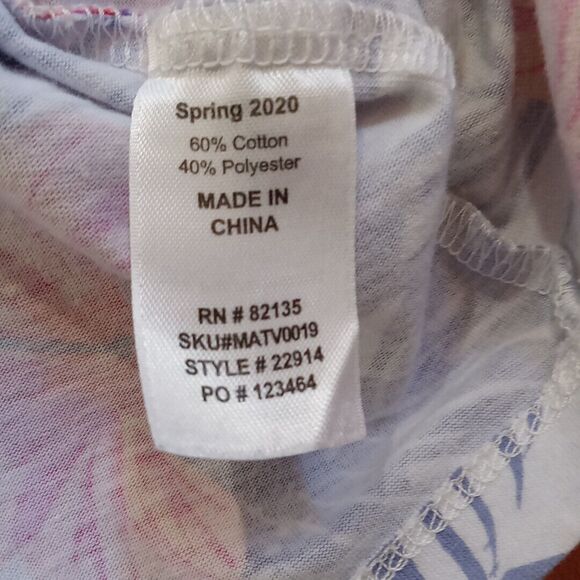 Spring 2020
60% Cotton
40% Polyester
MADE IN
CHINA
RN # 82135
SKU#MATV0019
STYLE # 22914
PO # 123464